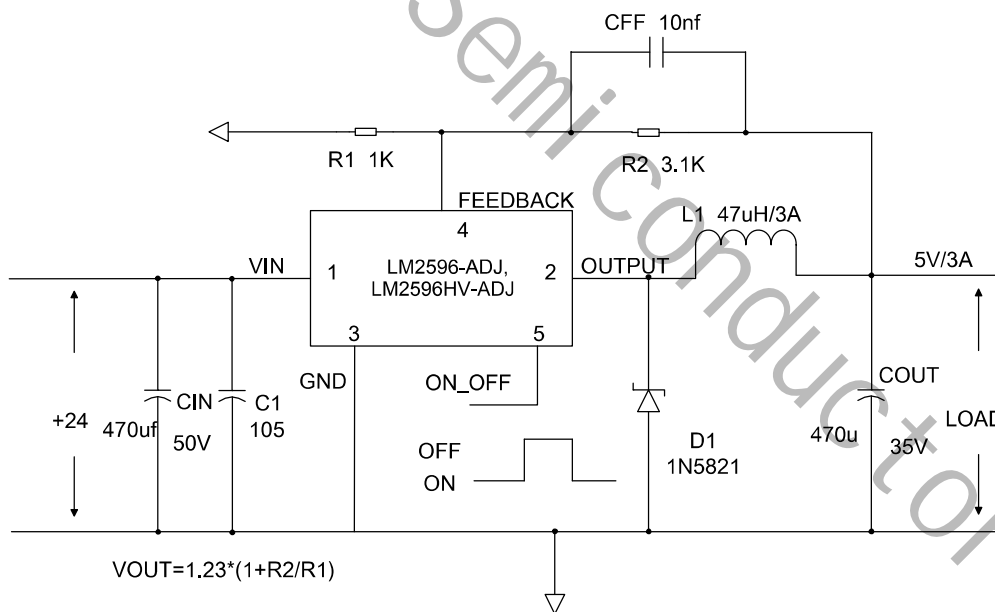 CFF 10nf
R1 1K
R2 3.1K
FEEDBACK
4
L1 47uH/3A
VIN
1
LM2596-ADJ,
LM2596HV-ADJ
2
OUTPUT
5V/3A
3
5
GND
ON_OFF
+24
470uf
CIN
50V
C1
105
OFF
ON
D1
1N5821
COUT
470u
35V
LOAD
VOUT=1.23*(1+R2/R1)
semi conductor